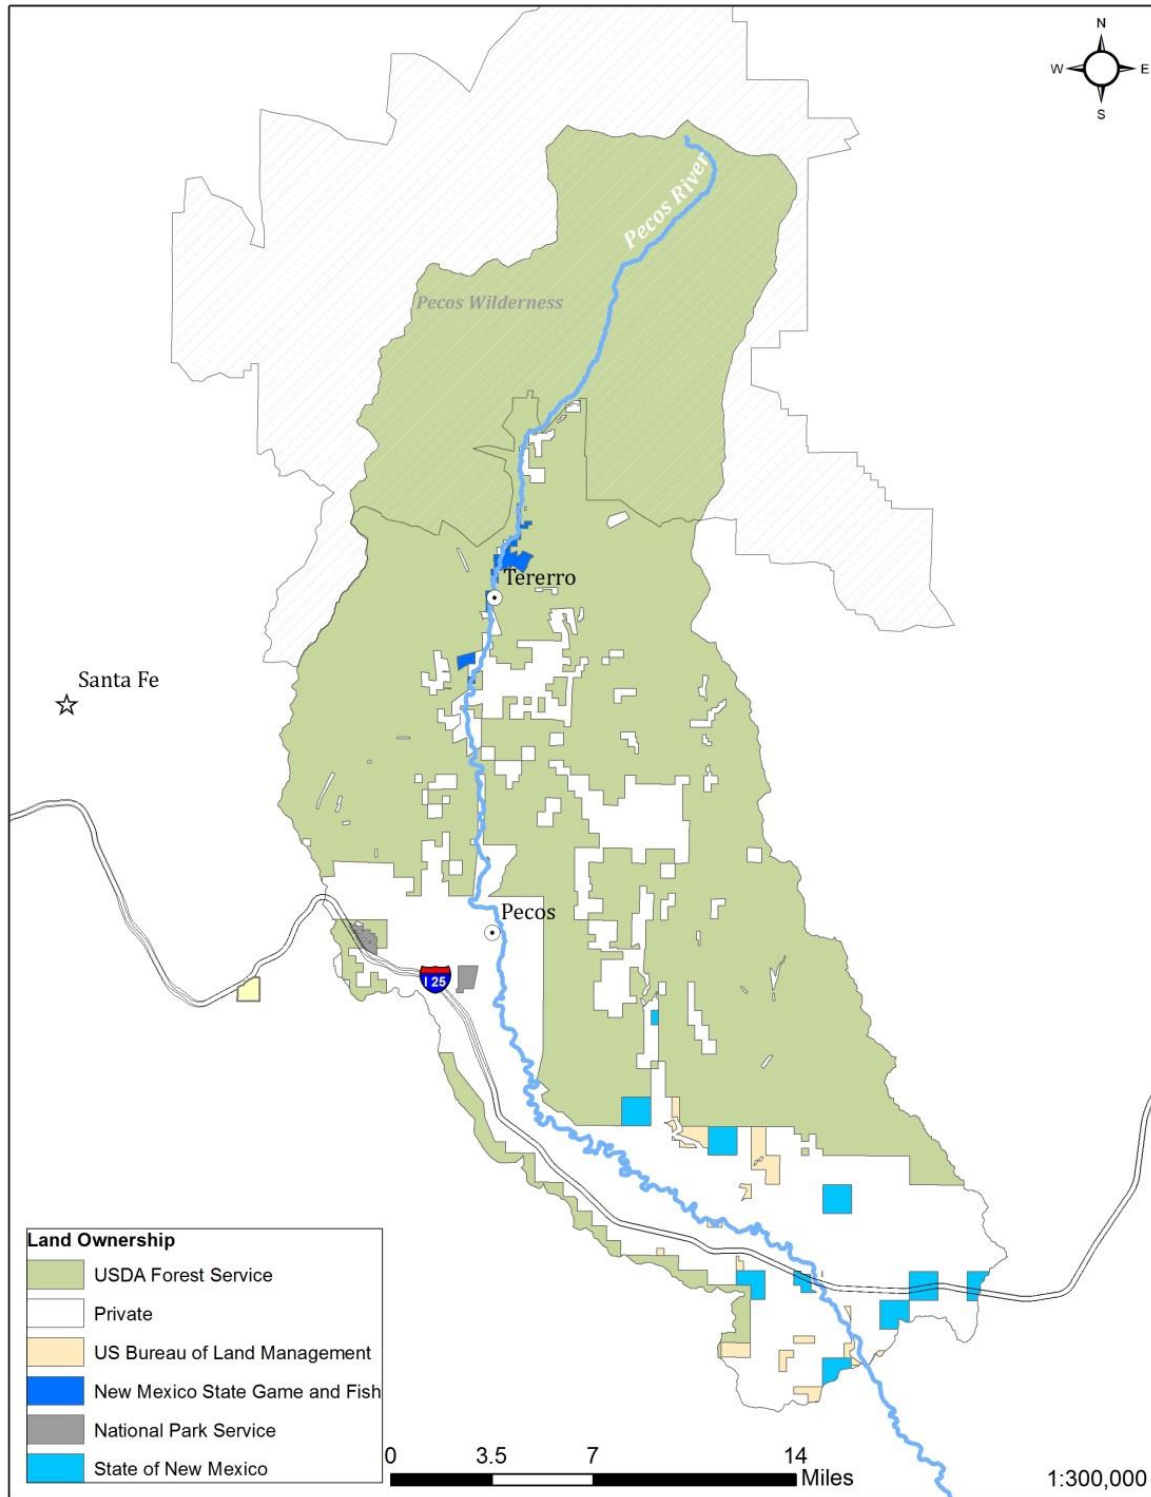 N
W E
S
Pecos River
Pecos Wilderness
Tererro
Santa Fe
Pecos
I 25
Land Ownership
USDA Forest Service
Private
US Bureau of Land Management
New Mexico State Game and Fish
National Park Service
State of New Mexico
0 3.5 7 14
Miles
1:300,000